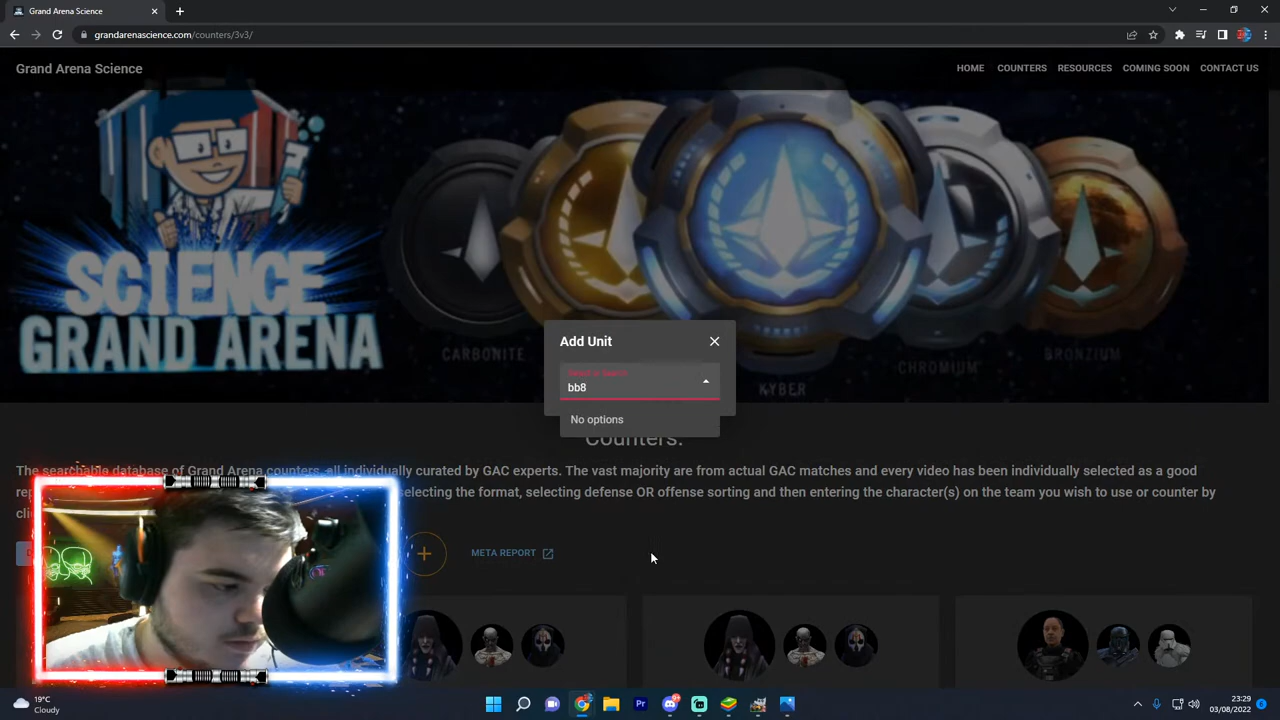 Grand Arena Science
grandarenascience.com/counters/3v3/
Grand Arena Science
HOME COUNTERS RESOURCES COMING SOON CONTACT US
SCIENCE
GRAND ARENA
CARBONITE
KYBER
CHROMIUM
BRONZIUM
Add Unit
bb8
No options
Counters:
The searchable database of Grand Arena counters, all individually curated by GAC experts. The vast majority are from actual GAC matches and every video has been individually selected as a good
selecting the format, selecting defense OR offense sorting and then entering the character(s) on the team you wish to use or counter by
META REPORT
19°C
Cloudy
Pr
23:29
03/08/2022